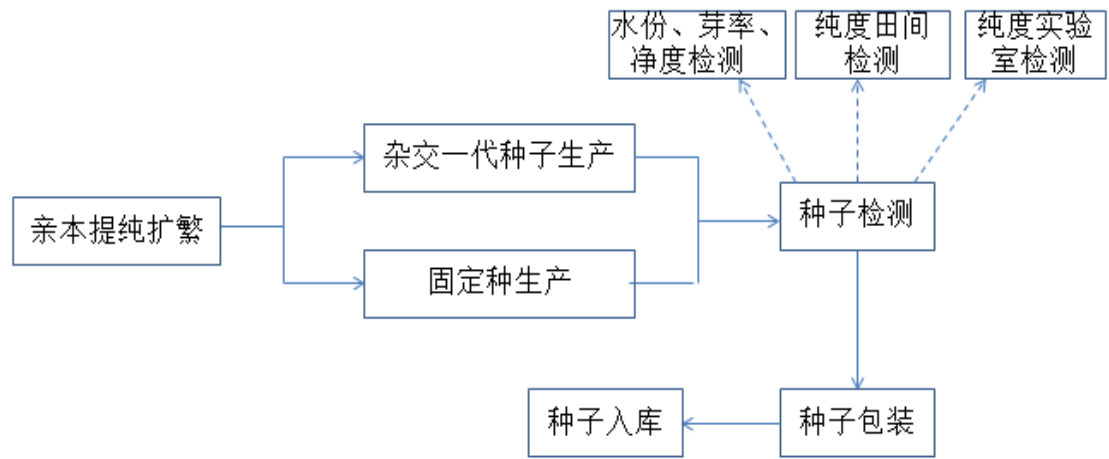 水份、芽率、
净度检测
纯度田间
检测
纯度实验
室检测
杂交一代种子生产
亲本提纯扩繁
种子检测
固定种生产
种子入库
种子包装